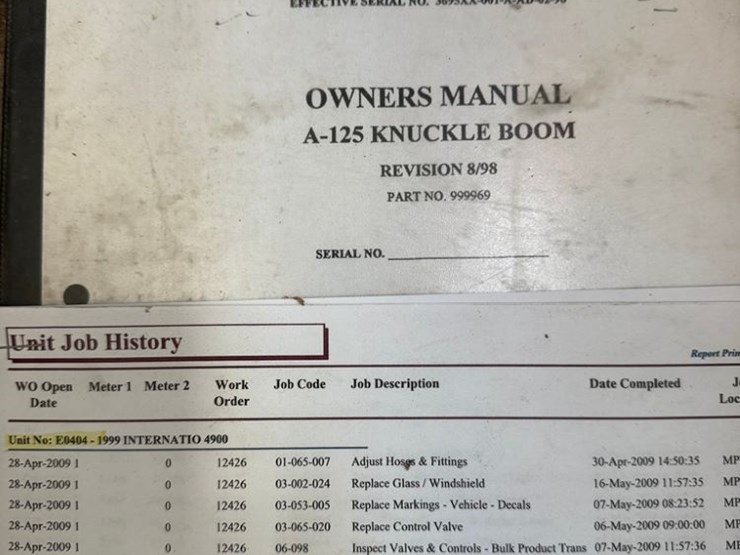 EFFECTIVE SERIAL NO.
OWNERS MANUAL
A-125 KNUCKLE BOOM
REVISION 8/98
PART NO. 999969
SERIAL NO.
Unit Job History
Report Prin
WO Open Date Meter 1 Meter 2 Work Order Job Code Job Description Date Completed J Loc
Unit No: E0404 - 1999 INTERNATIO 4900
28-Apr-2009 1 0 12426 01-065-007 Adjust Hoses & Fittings 30-Apr-2009 14:50:35 MP
28-Apr-2009 1 0 12426 03-002-024 Replace Glass / Windshield 16-May-2009 11:57:35 MP
28-Apr-2009 1 0 12426 03-053-005 Replace Markings - Vehicle - Decals 07-May-2009 08:23:52 MP
28-Apr-2009 1 0 12426 03-065-020 Replace Control Valve 06-May-2009 09:00:00 MP
28-Apr-2009 1 0 12426 06-098 Inspect Valves & Controls - Bulk Product Trans 07-May-2009 11:57:36 MP